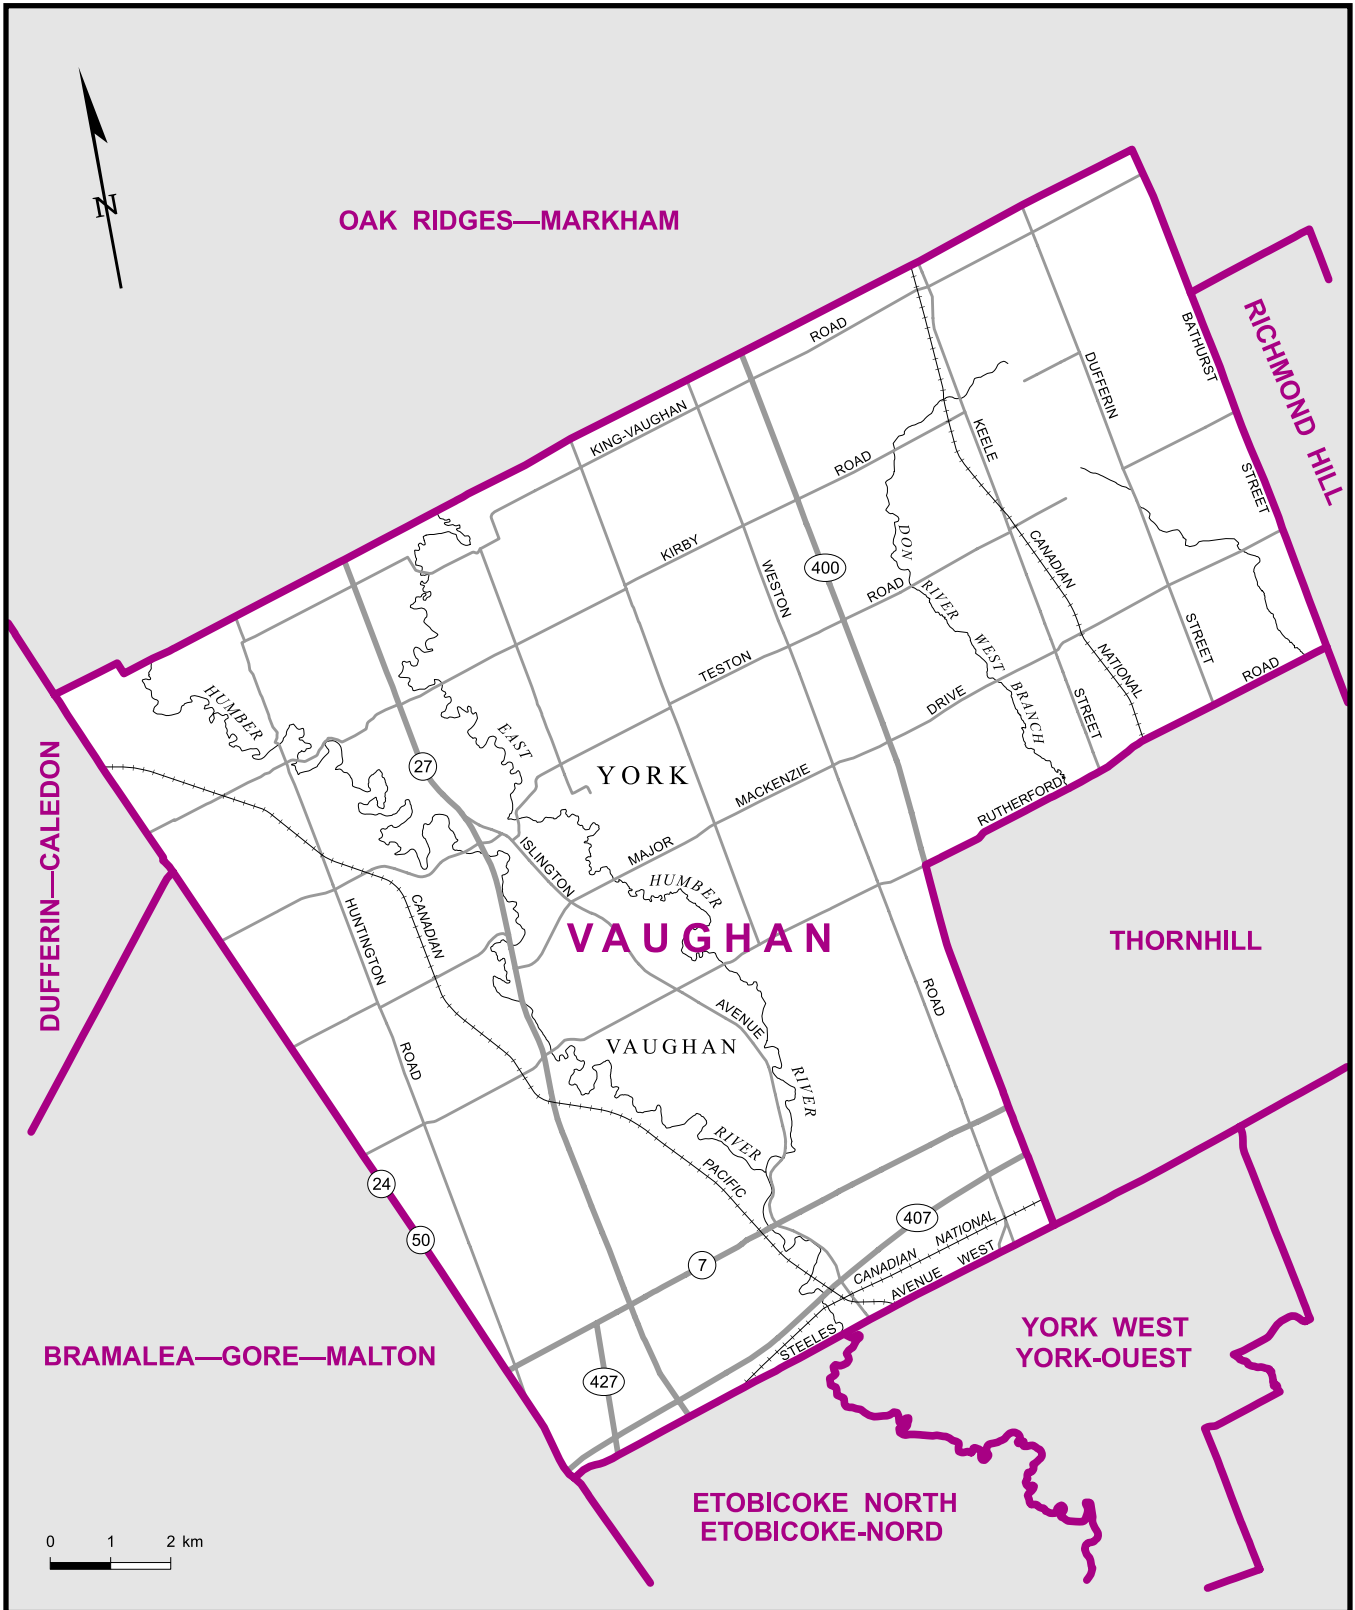 N
OAK RIDGES—MARKHAM
RICHMOND HILL
BATHURST
STREET
DUFFERIN
STREET
KEELE
STREET
KING-VAUGHAN
ROAD
KIRBY
ROAD
WESTON
ROAD
400
DON RIVER WEST BRANCH
CANADIAN
NATIONAL
TESTON
ROAD
HUMBER
EAST
27
YORK
MACKENZIE
DRIVE
MAJOR
RUTHERFORD
ROAD
ISLINGTON
AVENUE
HUMBER
RIVER
DUFFERIN—CALEDON
HUNTINGTON
ROAD
CANADIAN
PACIFIC
VAUGHAN
THORNHILL
VAUGHAN
RIVER
24
50
7
407
CANADIAN NATIONAL
STEELES
AVENUE WEST
427
BRAMALEA—GORE—MALTON
YORK WEST
YORK-OUEST
ETOBICOKE NORTH
ETOBICOKE-NORD
0 1 2 km